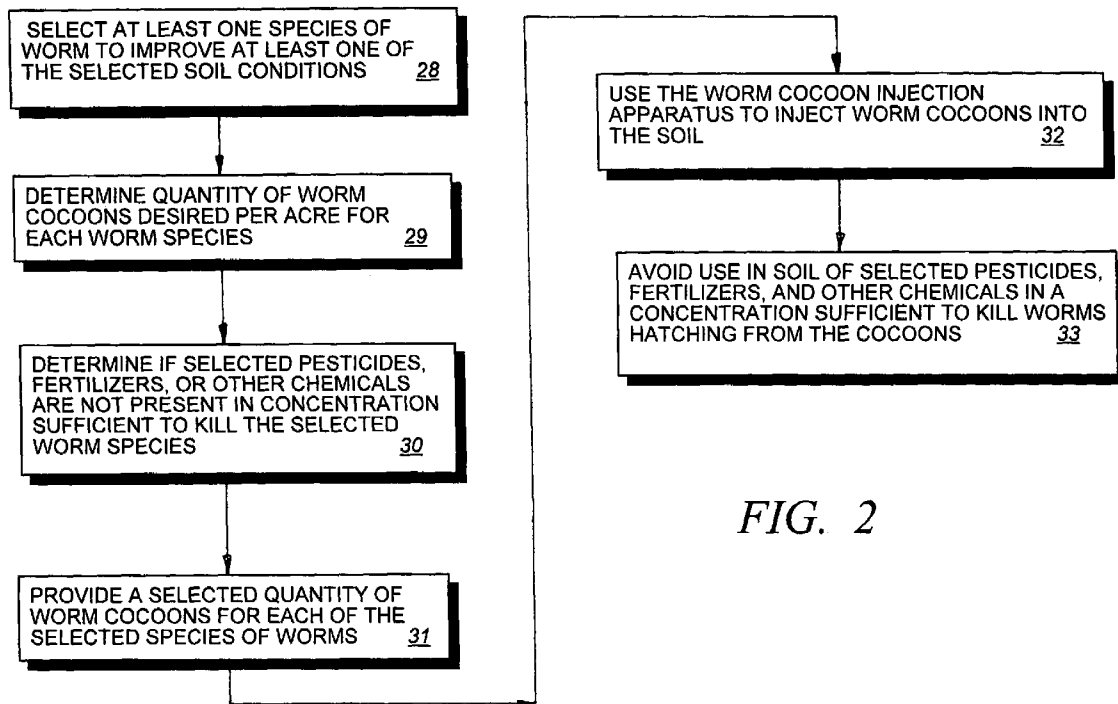 SELECT AT LEAST ONE SPECIES OF
WORM TO IMPROVE AT LEAST ONE OF
THE SELECTED SOIL CONDITIONS 28
DETERMINE QUANTITY OF WORM
COCOONS DESIRED PER ACRE FOR
EACH WORM SPECIES 29
DETERMINE IF SELECTED PESTICIDES,
FERTILIZERS, OR OTHER CHEMICALS
ARE NOT PRESENT IN CONCENTRATION
SUFFICIENT TO KILL THE SELECTED
WORM SPECIES 30
PROVIDE A SELECTED QUANTITY OF
WORM COCOONS FOR EACH OF THE
SELECTED SPECIES OF WORMS 31
USE THE WORM COCOON INJECTION
APPARATUS TO INJECT WORM COCOONS INTO
THE SOIL 32
AVOID USE IN SOIL OF SELECTED PESTICIDES,
FERTILIZERS, AND OTHER CHEMICALS IN A
CONCENTRATION SUFFICIENT TO KILL WORMS
HATCHING FROM THE COCOONS 33
FIG. 2